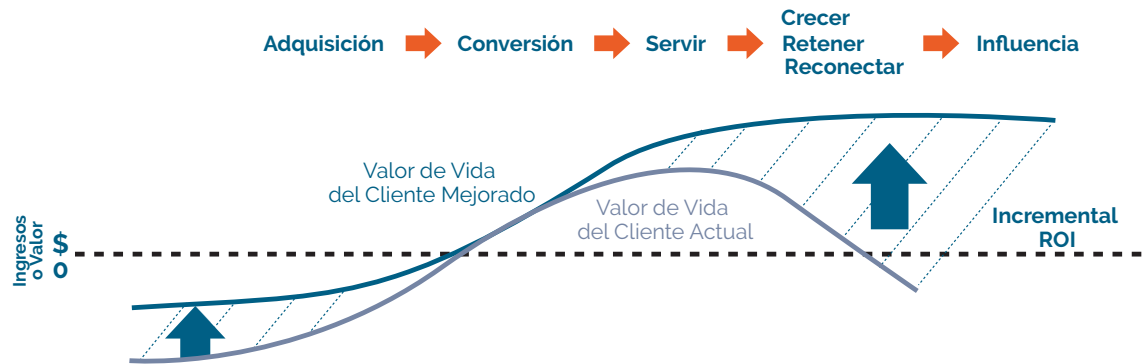 Adquisición
Conversión
Servir
Crecer
Retener
Reconectar
Influencia
Valor de Vida
del Cliente Mejorado
Valor de Vida
del Cliente Actual
Incremental
ROI
Ingresos
o Valor
$
0